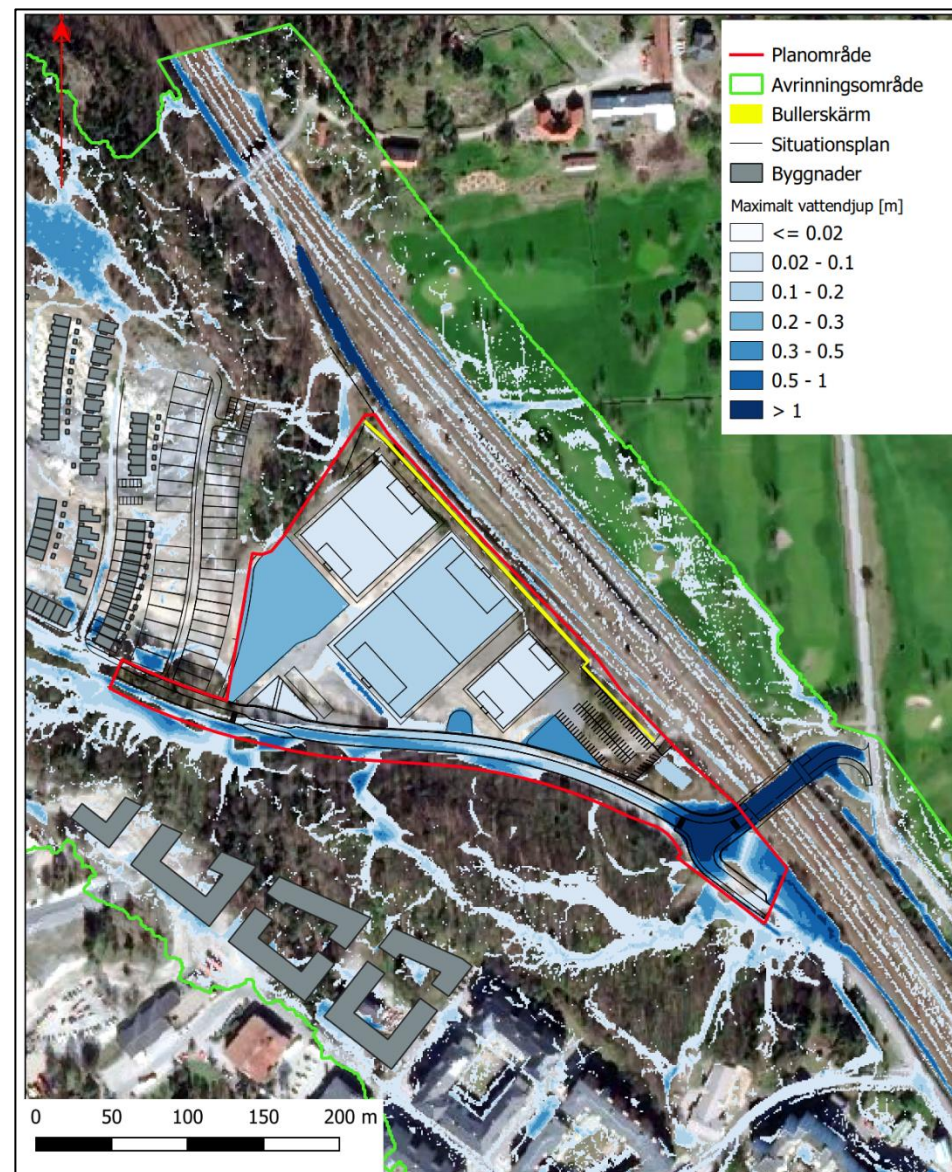 Planområde
Avrinningsområde
Bullerskärm
Situationsplan
Byggnader
Maximalt vattendjup [m]
<= 0.02
0.02 - 0.1
0.1 - 0.2
0.2 - 0.3
0.3 - 0.5
0.5 - 1
> 1
0 50 100 150 200 m